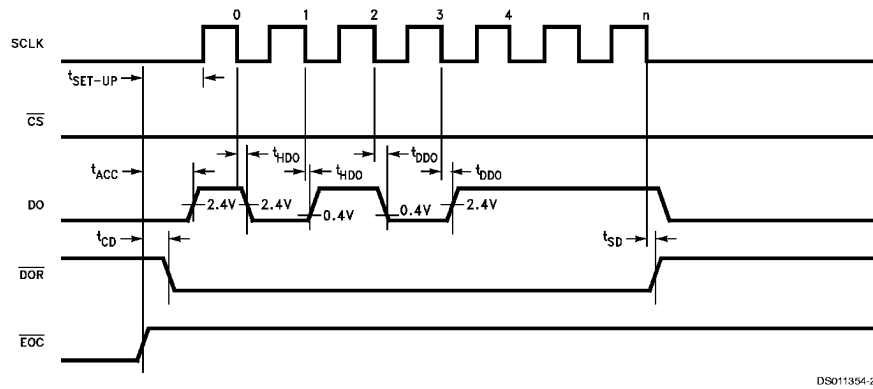 0 1 2 3 4 n
SCLK
tSET-UP
CS
tHDO tDDO
tACC tHDO tDDO
DO 2.4V 2.4V 0.4V 0.4V 2.4V
tCD tSD
DOR
EOC
DS011354-2